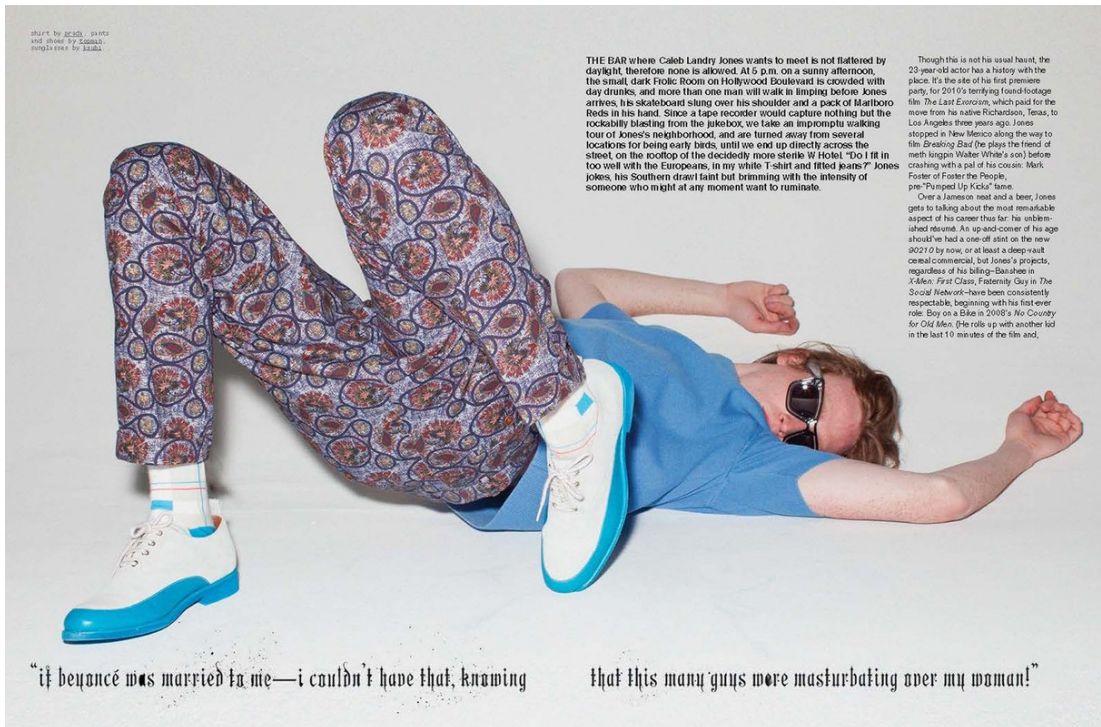 shirt by prada. pants
and shoes by topman.
sunglasses by ksubi.
THE BAR where Caleb Landry Jones wants to meet is not flattered by
daylight, therefore none is allowed. At 5 p.m. on a sunny afternoon,
the small, dark Frolic Room on Hollywood Boulevard is crowded with
day drunks, and more than one man will walk in limping before Jones
arrives, his skateboard slung over his shoulder and a pack of Marlboro
Reds in his hand. Since a tape recorder would capture nothing but the
rockabilly blasting from the jukebox, we take an impromptu walking
tour of Jones's neighborhood, and are turned away from several
locations for being early birds, until we end up directly across the
street, on the rooftop of the decidedly more sterile W Hotel. "Do I fit in
too well with the Europeans, in my white T-shirt and fitted jeans?" Jones
jokes, his Southern drawl faint but brimming with the intensity of
someone who might at any moment want to ruminate.
Though this is not his usual haunt, the
23-year-old actor has a history with the
place. It's the site of his first premiere
party, for 2010's terrifying found-footage
film The Last Exorcism, which paid for the
move from his native Richardson, Texas, to
Los Angeles three years ago. Jones
stopped in New Mexico along the way to
film Breaking Bad (he plays the friend of
meth kingpin Walter White's son) before
crashing with a pal of his cousin: Mark
Foster of Foster the People,
pre-"Pumped Up Kicks" fame.
Over a Jameson neat and a beer, Jones
gets to talking about the most remarkable
aspect of his career thus far: his unblem-
ished résumé. An up-and-comer of his age
should've had a one-off stint on the new
90210 by now, or at least a deep-vault
cereal commercial, but Jones's projects,
regardless of his billing–Banshee in
X-Men: First Class, Fraternity Guy in The
Social Network–have been consistently
respectable, beginning with his first-ever
role: Boy on a Bike in 2008's No Country
for Old Men. (He rolls up with another kid
in the last 10 minutes of the film and,
"if beyoncé was married to me—i couldn't have that, knowing
that this many guys were masturbating over my woman!"